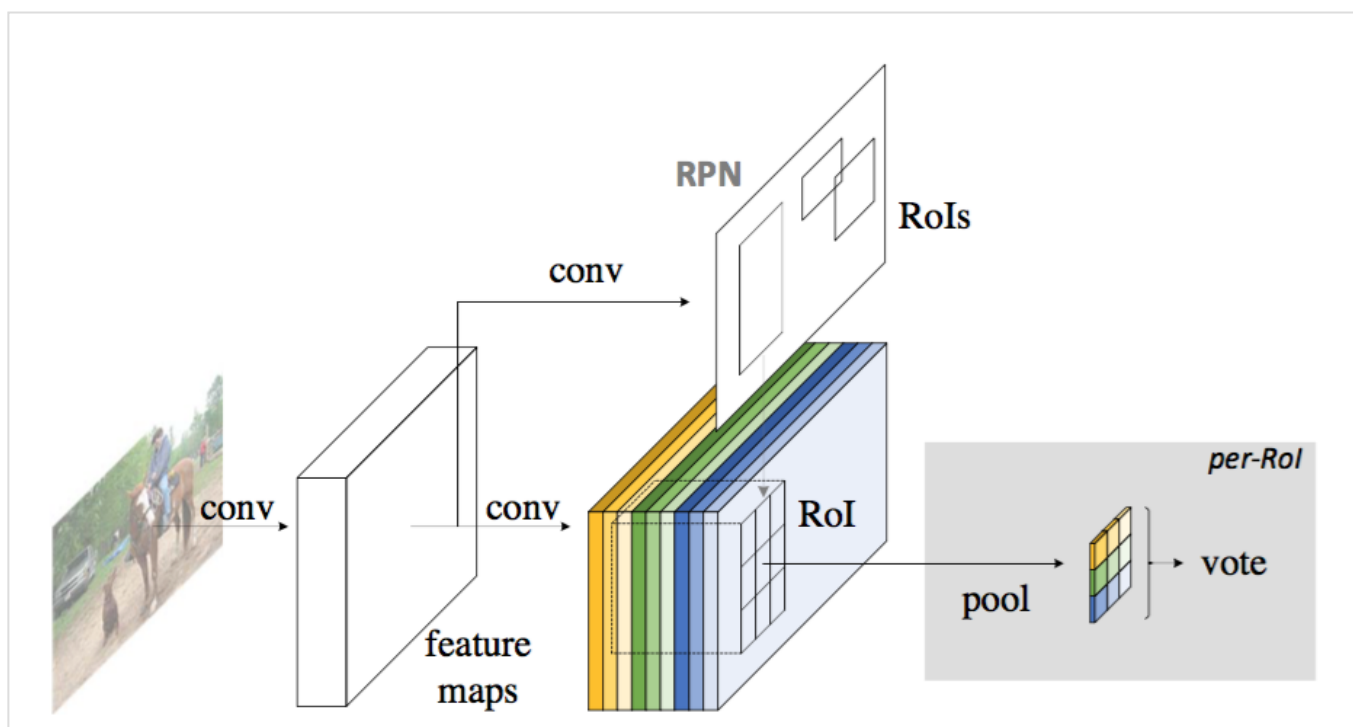 RPN
RoIs
conv
conv
conv
RoI
per-RoI
pool
vote
feature
maps